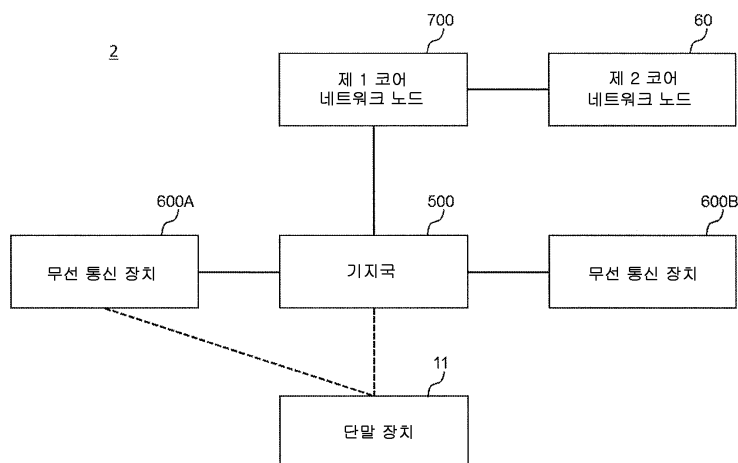 2
700
60
제 1 코어
네트워크 노드
제 2 코어
네트워크 노드
600A
500
600B
무선 통신 장치
기지국
무선 통신 장치
11
단말 장치